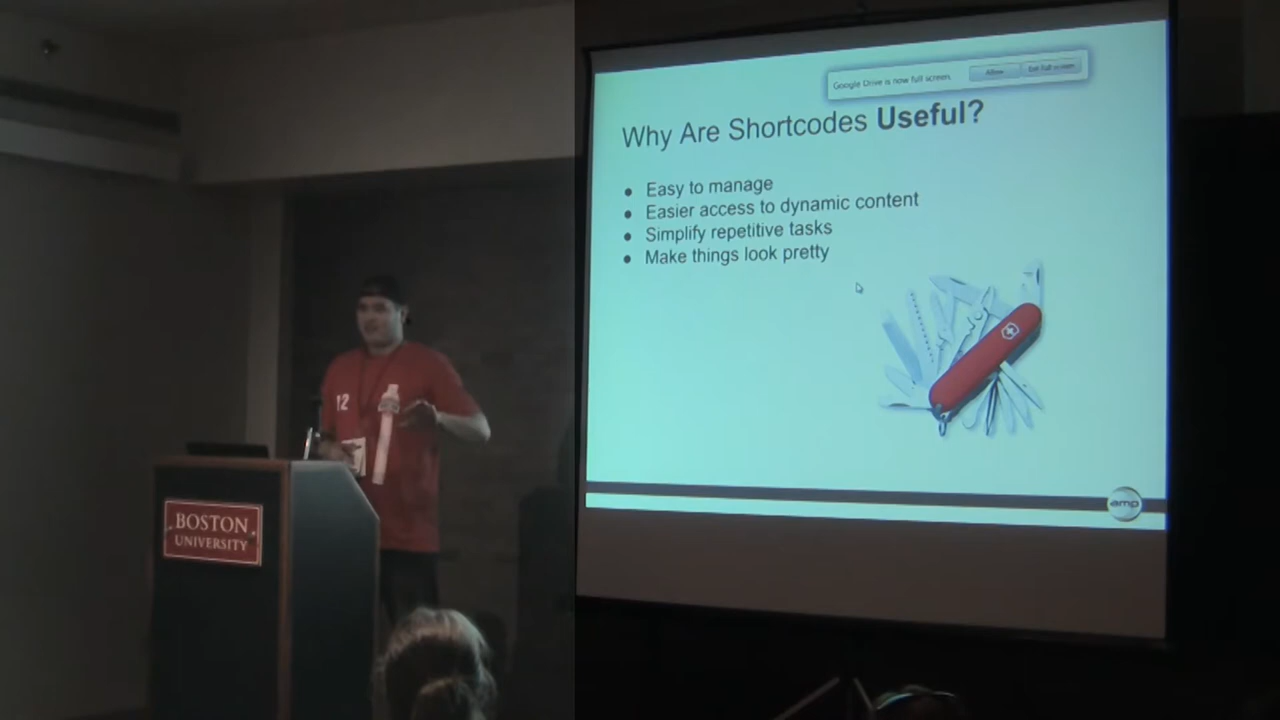 Google Drive is now full screen.
Allow
Exit full screen
Why Are Shortcodes Useful?
● Easy to manage
● Easier access to dynamic content
● Simplify repetitive tasks
● Make things look pretty
12
BOSTON
UNIVERSITY
amp